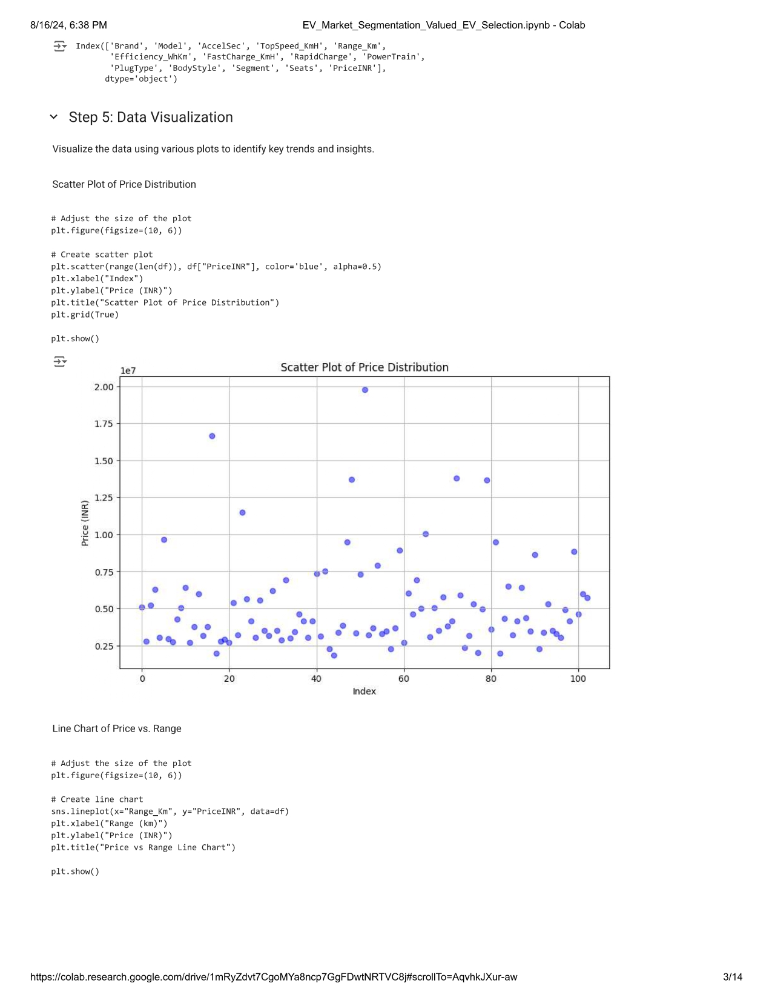 8/16/24, 6:38 PM
EV_Market_Segmentation_Valued_EV_Selection.ipynb - Colab
Index(['Brand', 'Model', 'AccelSec', 'TopSpeed_KmH', 'Range_Km',
'Efficiency_WhKm', 'FastCharge_KmH', 'RapidCharge', 'PowerTrain',
'PlugType', 'BodyStyle', 'Segment', 'Seats', 'PriceINR'],
dtype='object')
Step 5: Data Visualization
Visualize the data using various plots to identify key trends and insights.
Scatter Plot of Price Distribution
# Adjust the size of the plot
plt.figure(figsize=(10, 6))
# Create scatter plot
plt.scatter(range(len(df)), df["PriceINR"], color='blue', alpha=0.5)
plt.xlabel("Index")
plt.ylabel("Price (INR)")
plt.title("Scatter Plot of Price Distribution")
plt.grid(True)
plt.show()
Scatter Plot of Price Distribution
1e7
2.00
1.75
1.50
1.25
1.00
0.75
0.50
0.25
Price (INR)
0 20 40 60 80 100
Index
Line Chart of Price vs. Range
# Adjust the size of the plot
plt.figure(figsize=(10, 6))
# Create line chart
sns.lineplot(x="Range_Km", y="PriceINR", data=df)
plt.xlabel("Range (km)")
plt.ylabel("Price (INR)")
plt.title("Price vs Range Line Chart")
plt.show()
https://colab.research.google.com/drive/1mRyZdvt7CgoMYa8ncp7GgFDwtNRTVC8j#scrollTo=AqvhkJXur-aw
3/14